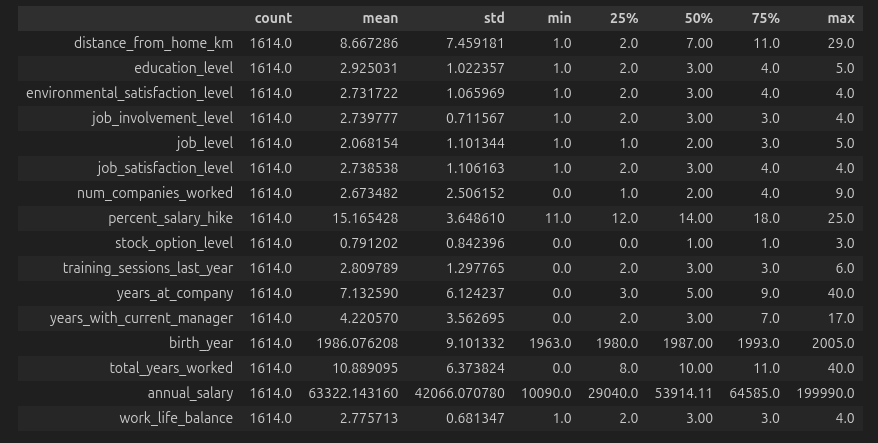 count mean std min 25% 50% 75% max
distance_from_home_km 1614.0 8.667286 7.459181 1.0 2.0 7.00 11.0 29.0
education_level 1614.0 2.925031 1.022357 1.0 2.0 3.00 4.0 5.0
environmental_satisfaction_level 1614.0 2.731722 1.065969 1.0 2.0 3.00 4.0 4.0
job_involvement_level 1614.0 2.739777 0.711567 1.0 2.0 3.00 3.0 4.0
job_level 1614.0 2.068154 1.101344 1.0 1.0 2.00 3.0 5.0
job_satisfaction_level 1614.0 2.738538 1.106163 1.0 2.0 3.00 4.0 4.0
num_companies_worked 1614.0 2.673482 2.506152 0.0 1.0 2.00 4.0 9.0
percent_salary_hike 1614.0 15.165428 3.648610 11.0 12.0 14.00 18.0 25.0
stock_option_level 1614.0 0.791202 0.842396 0.0 0.0 1.00 1.0 3.0
training_sessions_last_year 1614.0 2.809789 1.297765 0.0 2.0 3.00 3.0 6.0
years_at_company 1614.0 7.132590 6.124237 0.0 3.0 5.00 9.0 40.0
years_with_current_manager 1614.0 4.220570 3.562695 0.0 2.0 3.00 7.0 17.0
birth_year 1614.0 1986.076208 9.101332 1963.0 1980.0 1987.00 1993.0 2005.0
total_years_worked 1614.0 10.889095 6.373824 0.0 8.0 10.00 11.0 40.0
annual_salary 1614.0 63322.143160 42066.070780 10090.0 29040.0 53914.11 64585.0 199990.0
work_life_balance 1614.0 2.775713 0.681347 1.0 2.0 3.00 3.0 4.0